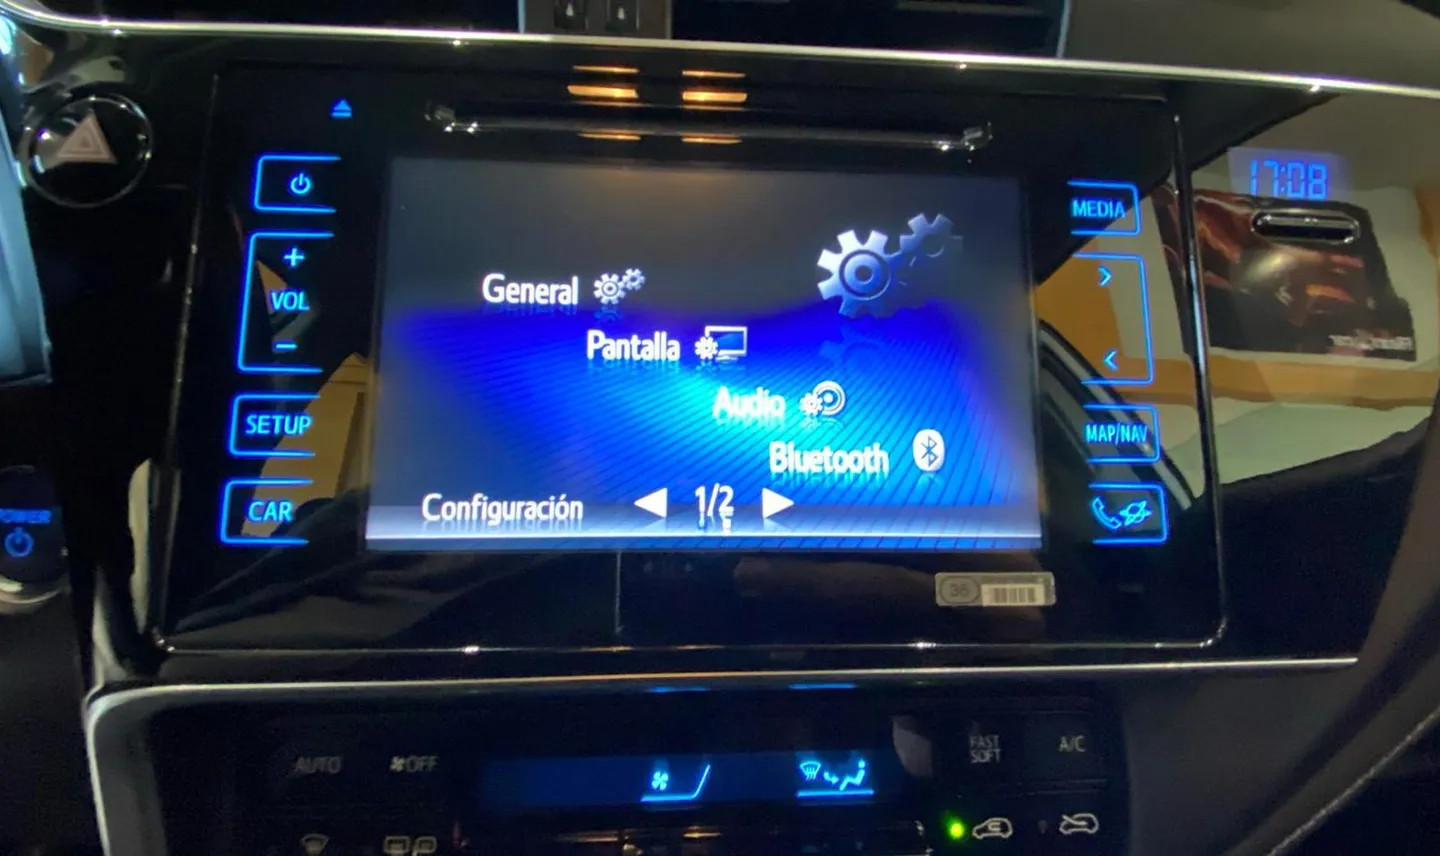 17:08
MEDIA
+
VOL
-
General
Pantalla
Audio
SETUP
MAP/NAV
Bluetooth
CAR
Configuración
1/2
POWER
36
AUTO
OFF
FAST
SOFT
A/C